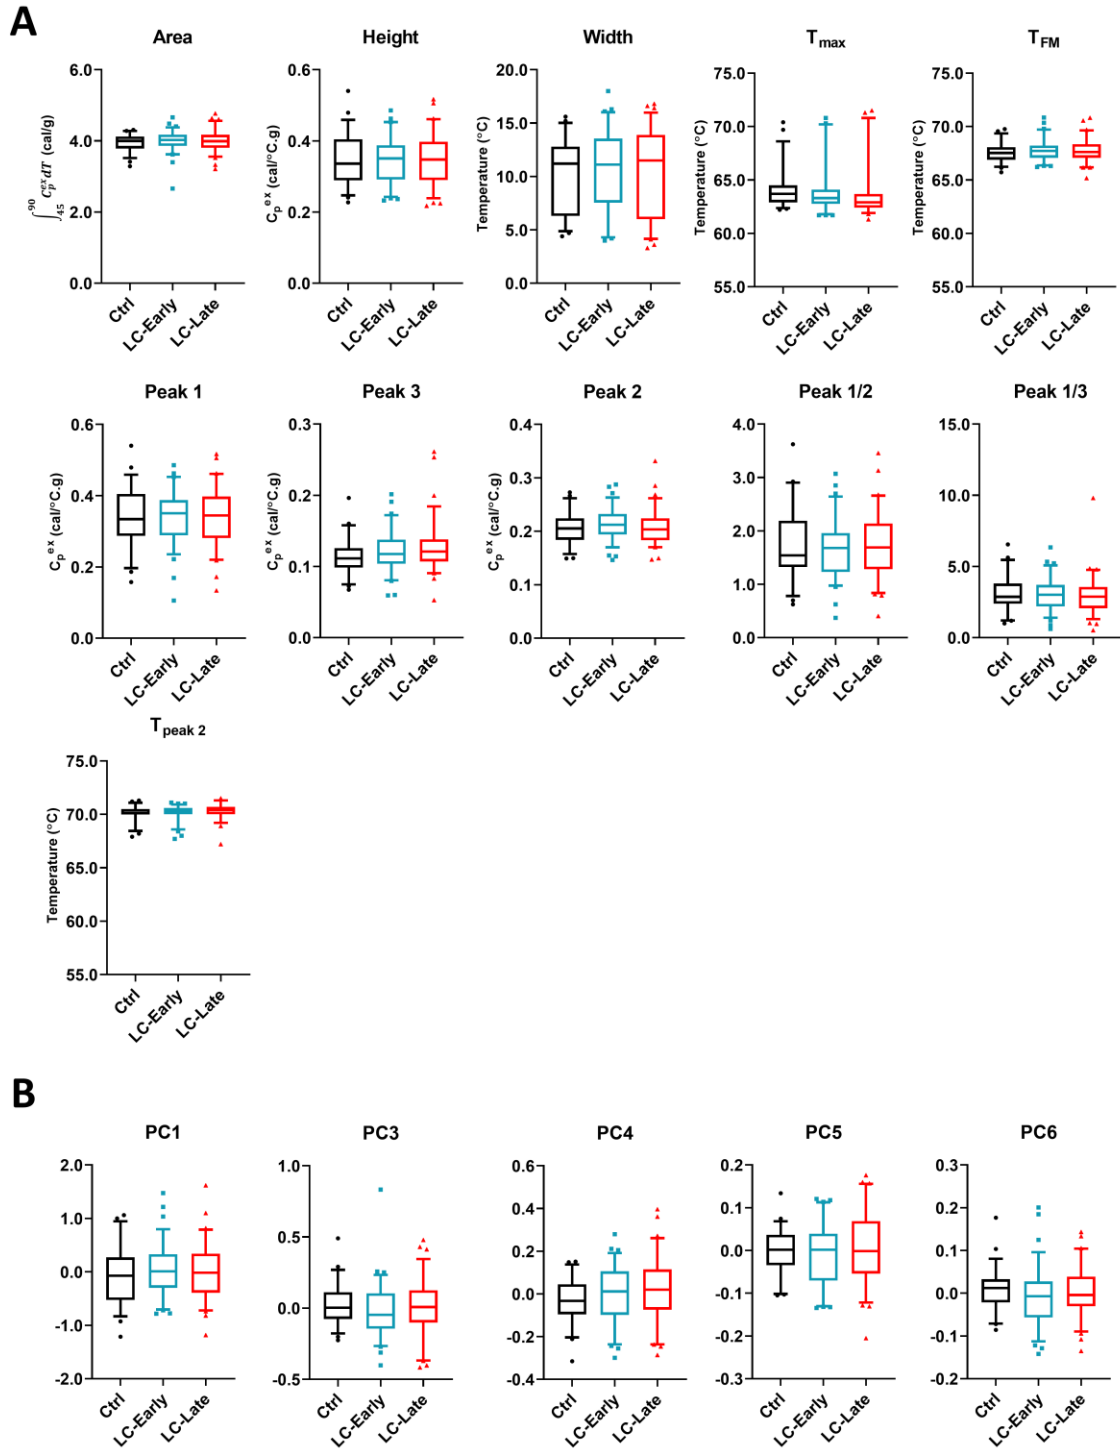 A
Area
Height
Width
T_max
T_FM
6.0
4.0
2.0
0.0
∫_45^90 C_p^ex dT (cal/g)
Ctrl
LC-Early
LC-Late
0.6
0.4
0.2
0.0
C_p^ex (cal/°C.g)
Ctrl
LC-Early
LC-Late
20.0
15.0
10.0
5.0
0.0
Temperature (°C)
Ctrl
LC-Early
LC-Late
75.0
70.0
65.0
60.0
55.0
Temperature (°C)
Ctrl
LC-Early
LC-Late
75.0
70.0
65.0
60.0
55.0
Temperature (°C)
Ctrl
LC-Early
LC-Late
Peak 1
Peak 3
Peak 2
Peak 1/2
Peak 1/3
0.6
0.4
0.2
0.0
C_p^ex (cal/°C.g)
Ctrl
LC-Early
LC-Late
0.3
0.2
0.1
0.0
C_p^ex (cal/°C.g)
Ctrl
LC-Early
LC-Late
0.4
0.3
0.2
0.1
0.0
C_p^ex (cal/°C.g)
Ctrl
LC-Early
LC-Late
4.0
3.0
2.0
1.0
0.0
Ctrl
LC-Early
LC-Late
15.0
10.0
5.0
0.0
Ctrl
LC-Early
LC-Late
T_peak 2
75.0
70.0
65.0
60.0
55.0
Temperature (°C)
Ctrl
LC-Early
LC-Late
B
PC1
PC3
PC4
PC5
PC6
2.0
1.0
0.0
-1.0
-2.0
Ctrl
LC-Early
LC-Late
1.0
0.5
0.0
-0.5
Ctrl
LC-Early
LC-Late
0.6
0.4
0.2
0.0
-0.2
-0.4
Ctrl
LC-Early
LC-Late
0.2
0.1
0.0
-0.1
-0.2
-0.3
Ctrl
LC-Early
LC-Late
0.3
0.2
0.1
0.0
-0.1
-0.2
Ctrl
LC-Early
LC-Late